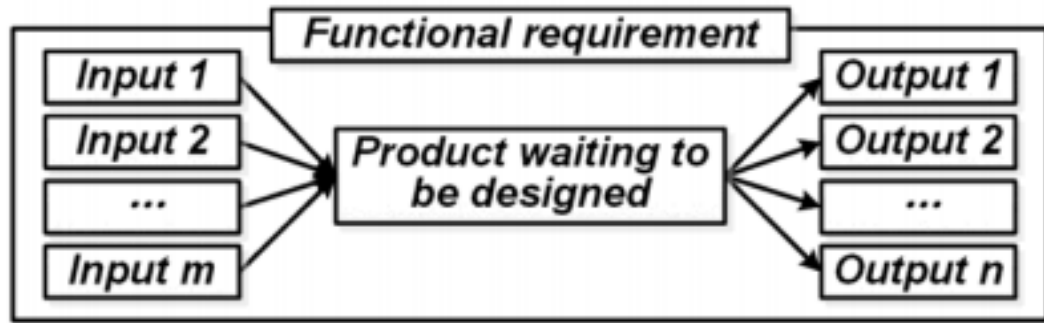 Functional requirement
Input 1
Input 2
...
Input m
Product waiting to
be designed
Output 1
Output 2
...
Output n